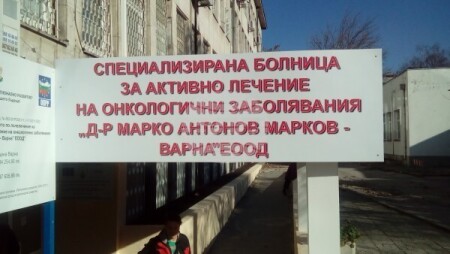 СПЕЦИАЛИЗИРАНА БОЛНИЦА
ЗА АКТИВНО ЛЕЧЕНИЕ
НА ОНКОЛОГИЧНИ ЗАБОЛЯВАНИЯ
„Д-Р МАРКО АНТОНОВ МАРКОВ -
ВАРНА"ЕООД